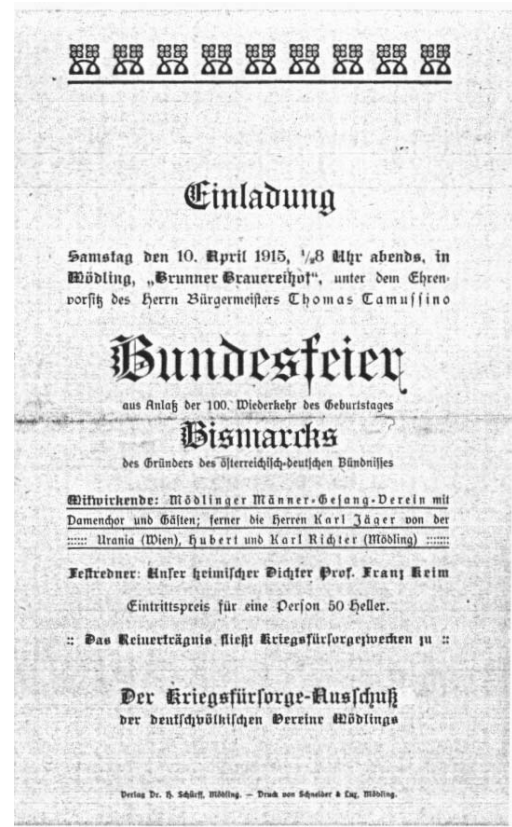 Einladung
Samstag den 10. April 1915, ½8 Uhr abends, in
Mödling, „Brunner Brauereihof“, unter dem Ehren-
vorsitz des Herrn Bürgermeisters Thomas Tamussino
Bundesfeier
aus Anlaß der 100. Wiederkehr des Geburtstages
Bismarcks
des Gründers des österreichisch-deutschen Bündnisses
Mitwirkende: Mödlinger Männer-Gesang-Verein mit
Damenchor und Gästen; ferner die Herren Karl Jäger von der
:::::: Urania (Wien), Hubert und Karl Richter (Mödling) ::::::
Festredner: Unser heimischer Dichter Prof. Franz Keim
Eintrittspreis für eine Person 50 Heller.
:: Das Reinerträgnis fließt Kriegsfürsorgezwecken zu ::
Der Kriegsfürsorge-Ausschuß
der deutschvölkischen Vereine Mödlings
Verlag Dr. H. Schürff, Mödling. — Druck von Schneider & Lux, Mödling.